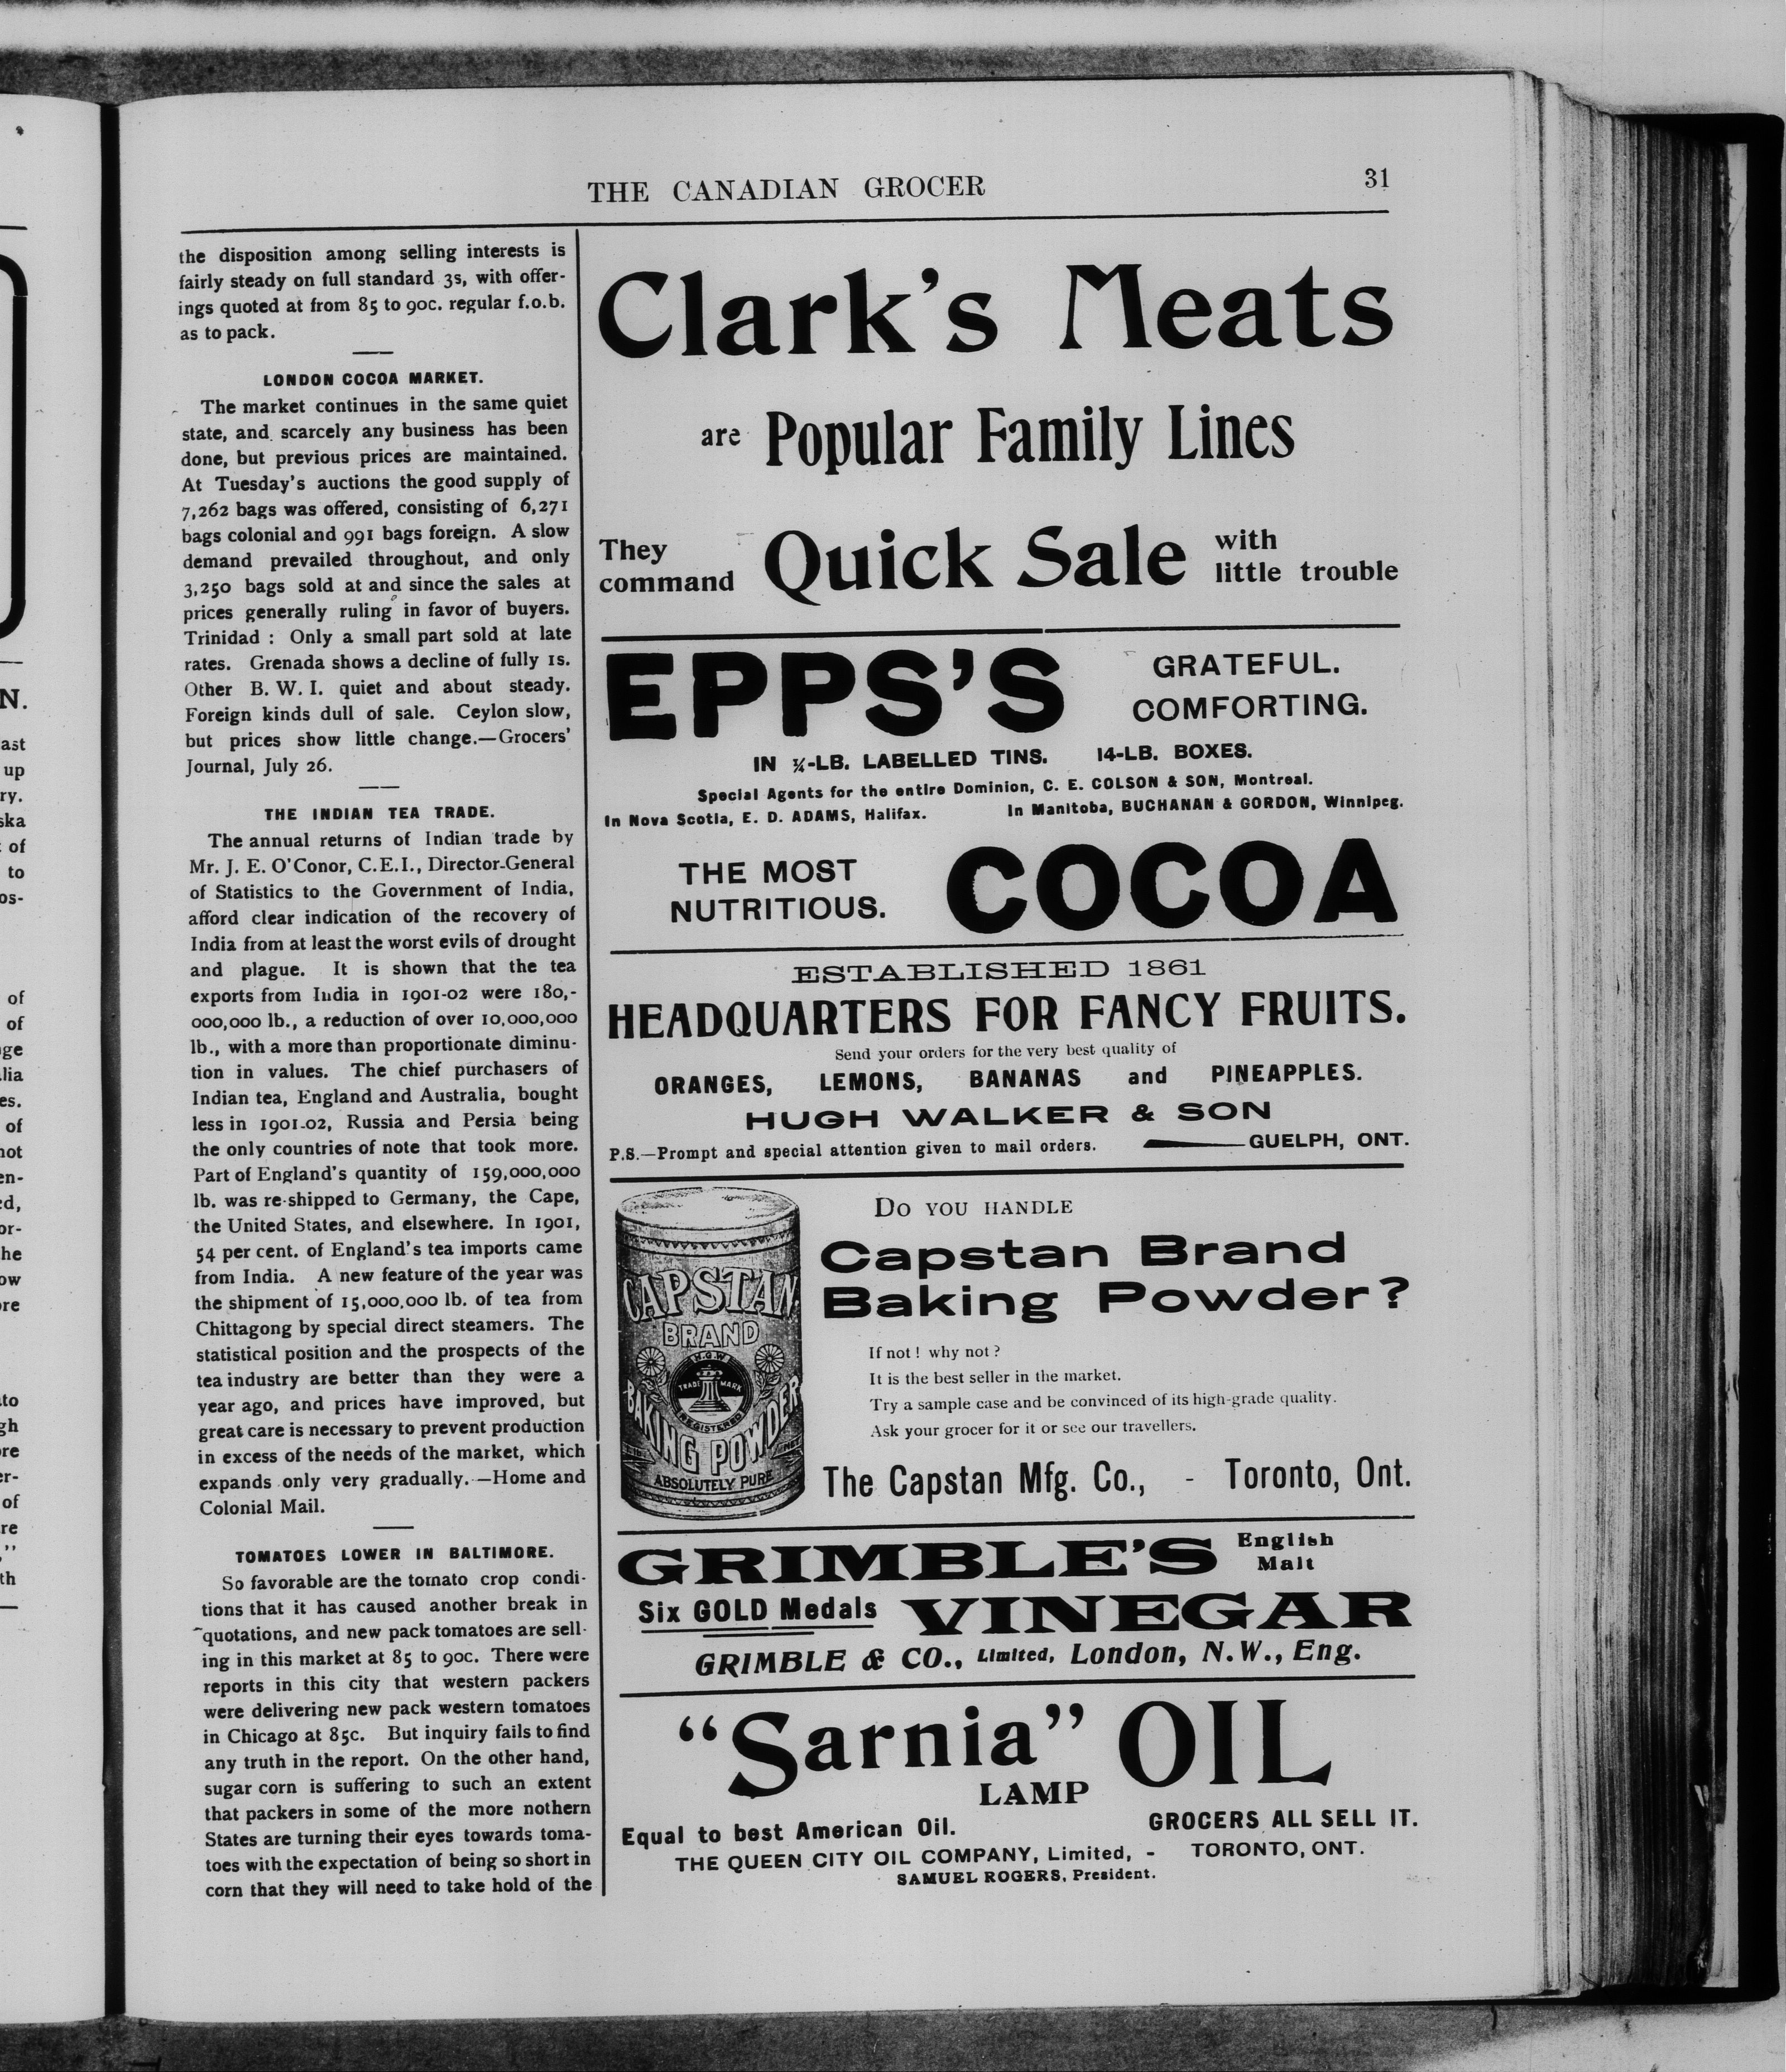 THE CANADIAN GROCER
31
the disposition among selling interests is
fairly steady on full standard 3s, with offer-
ings quoted at from 85 to 90c. regular f.o.b.
as to pack.
LONDON COCOA MARKET.
The market continues in the same quiet
state, and scarcely any business has been
done, but previous prices are maintained.
At Tuesday's auctions the good supply of
7,262 bags was offered, consisting of 6,271
bags colonial and 991 bags foreign. A slow
demand prevailed throughout, and only
3,250 bags sold at and since the sales at
prices generally ruling in favor of buyers.
Trinidad : Only a small part sold at late
rates. Grenada shows a decline of fully 1s.
Other B. W. I. quiet and about steady.
Foreign kinds dull of sale. Ceylon slow,
but prices show little change.—Grocers'
Journal, July 26.
THE INDIAN TEA TRADE.
The annual returns of Indian trade by
Mr. J. E. O'Conor, C.E.I., Director-General
of Statistics to the Government of India,
afford clear indication of the recovery of
India from at least the worst evils of drought
and plague. It is shown that the tea
exports from India in 1901-02 were 180,-
000,000 lb., a reduction of over 10,000,000
lb., with a more than proportionate diminu-
tion in values. The chief purchasers of
Indian tea, England and Australia, bought
less in 1901-02, Russia and Persia being
the only countries of note that took more.
Part of England's quantity of 159,000,000
lb. was re-shipped to Germany, the Cape,
the United States, and elsewhere. In 1901,
54 per cent. of England's tea imports came
from India. A new feature of the year was
the shipment of 15,000,000 lb. of tea from
Chittagong by special direct steamers. The
statistical position and the prospects of the
tea industry are better than they were a
year ago, and prices have improved, but
great care is necessary to prevent production
in excess of the needs of the market, which
expands only very gradually.—Home and
Colonial Mail.
TOMATOES LOWER IN BALTIMORE.
So favorable are the tomato crop condi-
tions that it has caused another break in
quotations, and new pack tomatoes are sell-
ing in this market at 85 to 90c. There were
reports in this city that western packers
were delivering new pack western tomatoes
in Chicago at 85c. But inquiry fails to find
any truth in the report. On the other hand,
sugar corn is suffering to such an extent
that packers in some of the more nothern
States are turning their eyes towards toma-
toes with the expectation of being so short in
corn that they will need to take hold of the
Clark's Meats
are Popular Family Lines
They command Quick Sale with little trouble
EPPS'S
GRATEFUL.
COMFORTING.
IN ¼-LB. LABELLED TINS. 14-LB. BOXES.
Special Agents for the entire Dominion, C. E. COLSON & SON, Montreal.
In Nova Scotia, E. D. ADAMS, Halifax. In Manitoba, BUCHANAN & GORDON, Winnipeg.
THE MOST
NUTRITIOUS.
COCOA
ESTABLISHED 1861
HEADQUARTERS FOR FANCY FRUITS.
Send your orders for the very best quality of
ORANGES, LEMONS, BANANAS and PINEAPPLES.
HUGH WALKER & SON
P.S.—Prompt and special attention given to mail orders. GUELPH, ONT.
CAPSTAN
BRAND
H.G.W
TRADE MARK
REGISTERED
BAKING POWDER
NET
ABSOLUTELY PURE
DO YOU HANDLE
Capstan Brand
Baking Powder?
If not ! why not ?
It is the best seller in the market.
Try a sample case and be convinced of its high-grade quality.
Ask your grocer for it or see our travellers.
The Capstan Mfg. Co., - Toronto, Ont.
GRIMBLE'S English Malt
Six GOLD Medals VINEGAR
GRIMBLE & CO., Limited, London, N.W., Eng.
"Sarnia" OIL
LAMP
Equal to best American Oil. GROCERS ALL SELL IT.
THE QUEEN CITY OIL COMPANY, Limited, - TORONTO, ONT.
SAMUEL ROGERS, President.